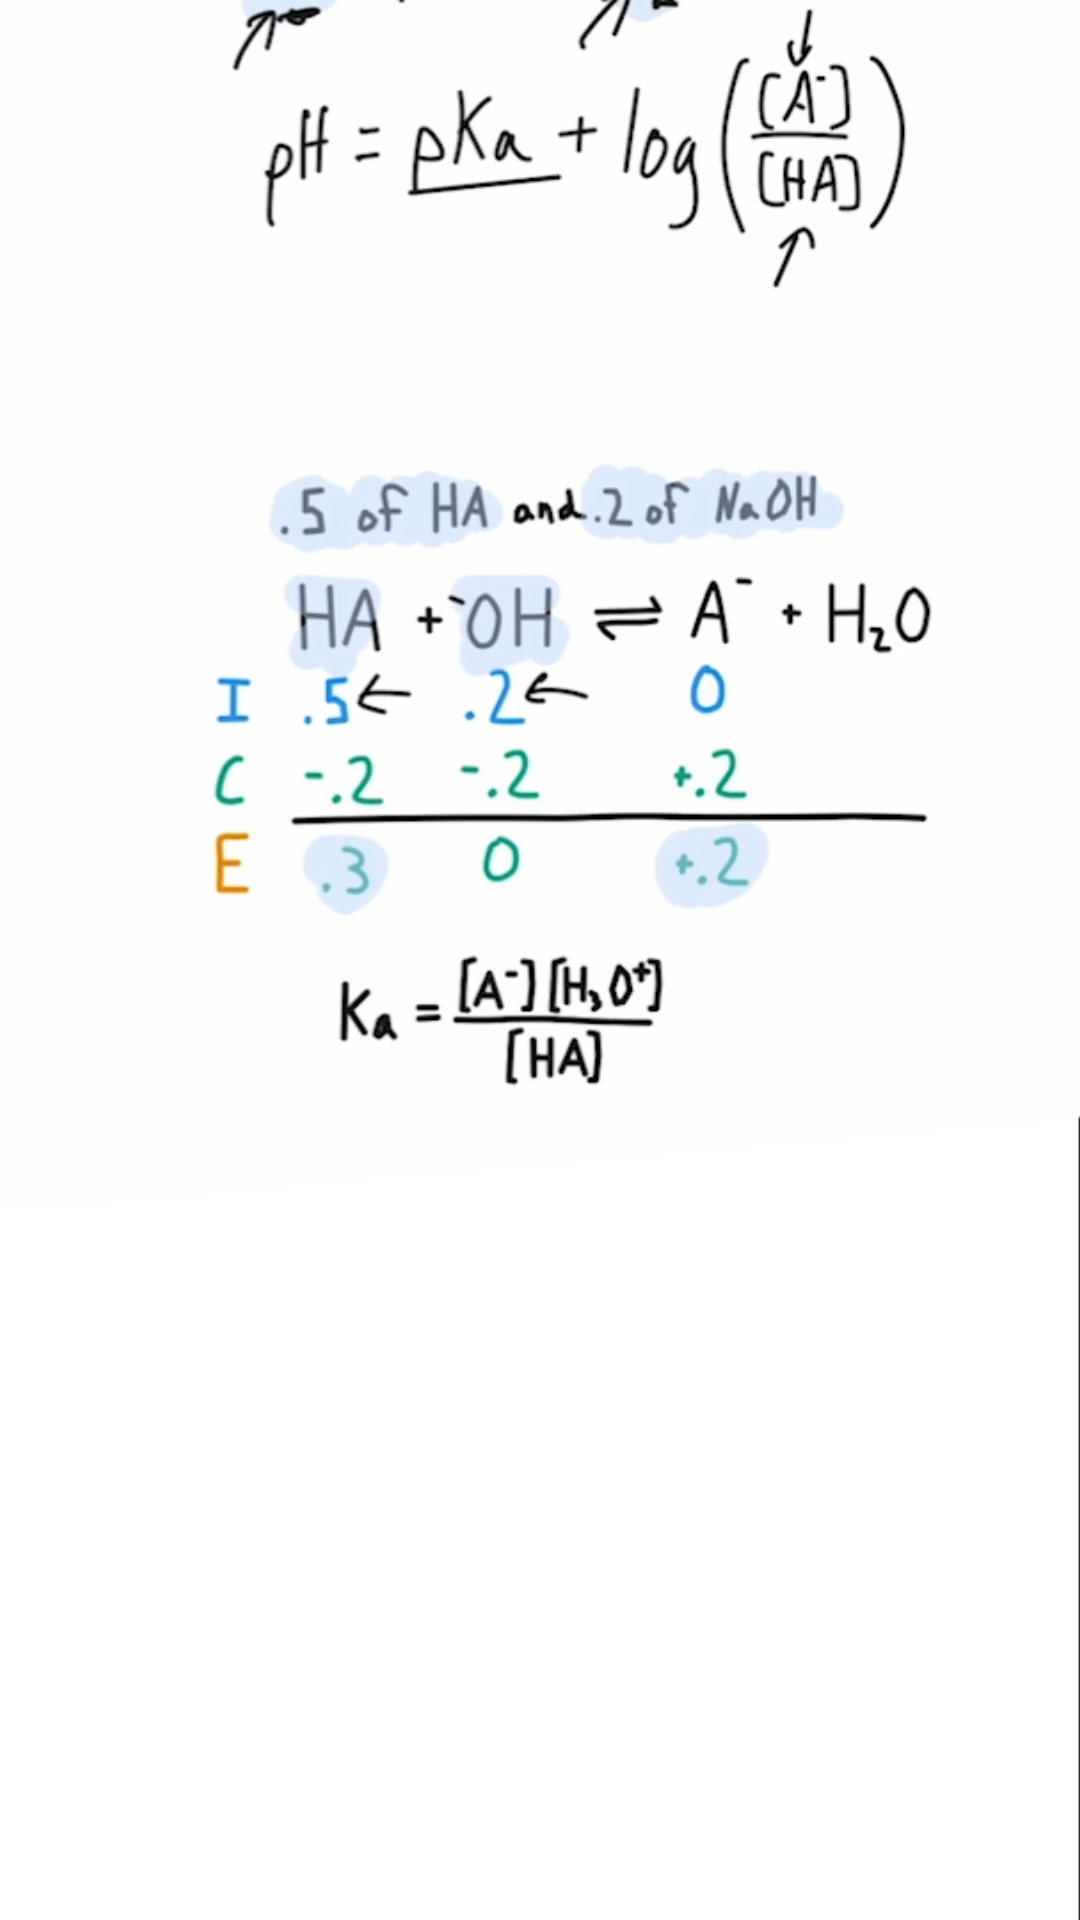 pH = pKa + log([A⁻]/[HA])
.5 of HA and .2 of NaOH
HA + ⁻OH ⇌ A⁻ + H₂O
I .5 ← .2 ← 0
C -.2 -.2 +.2
E .3 0 +.2
Ka = [A⁻][H₃O⁺]/[HA]